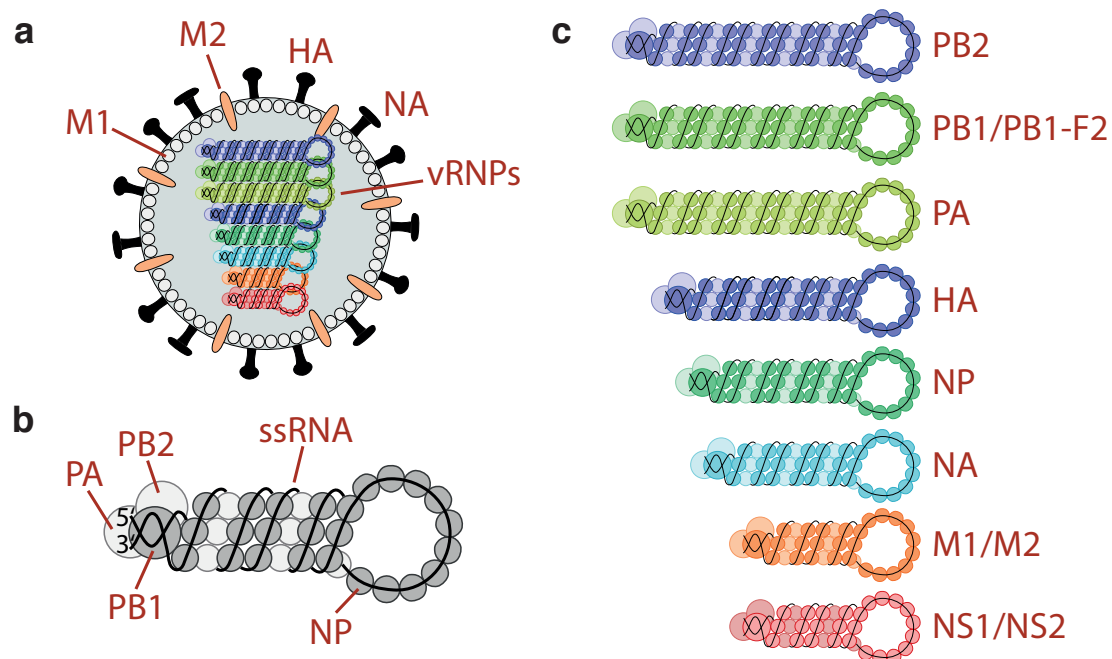 a
M2
HA
NA
M1
vRNPs
b
ssRNA
PB2
PA
5'
3'
PB1
NP
c
PB2
PB1/PB1-F2
PA
HA
NP
NA
M1/M2
NS1/NS2